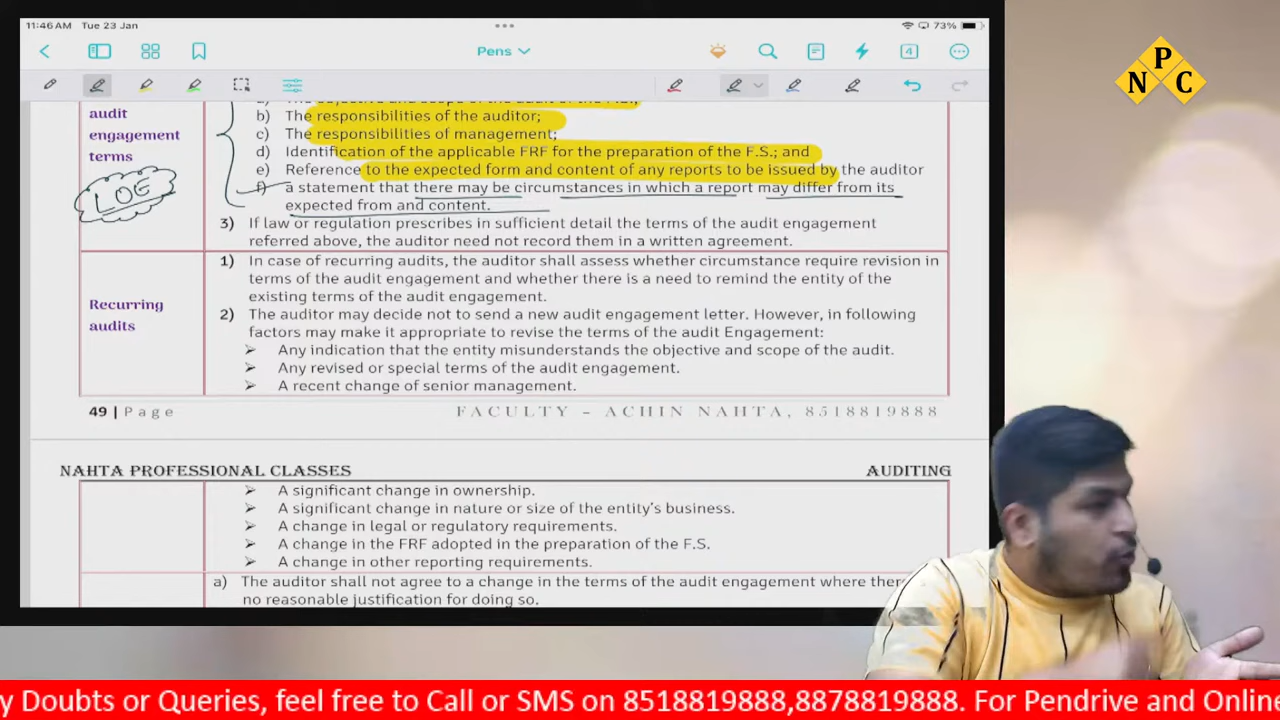 11:46 AM Tue 23 Jan
73%
Pens
4
N P C
audit
engagement
terms
LOE
a) The objective and scope of the audit of the F.S.;
b) The responsibilities of the auditor;
c) The responsibilities of management;
d) Identification of the applicable FRF for the preparation of the F.S.; and
e) Reference to the expected form and content of any reports to be issued by the auditor
f) a statement that there may be circumstances in which a report may differ from its
expected from and content.
3) If law or regulation prescribes in sufficient detail the terms of the audit engagement
referred above, the auditor need not record them in a written agreement.
Recurring
audits
1) In case of recurring audits, the auditor shall assess whether circumstance require revision in
terms of the audit engagement and whether there is a need to remind the entity of the
existing terms of the audit engagement.
2) The auditor may decide not to send a new audit engagement letter. However, in following
factors may make it appropriate to revise the terms of the audit Engagement:
➢ Any indication that the entity misunderstands the objective and scope of the audit.
➢ Any revised or special terms of the audit engagement.
➢ A recent change of senior management.
49 | Page
FACULTY – ACHIN NAHTA, 8518819888
NAHTA PROFESSIONAL CLASSES
AUDITING
➢ A significant change in ownership.
➢ A significant change in nature or size of the entity's business.
➢ A change in legal or regulatory requirements.
➢ A change in the FRF adopted in the preparation of the F.S.
➢ A change in other reporting requirements.
a) The auditor shall not agree to a change in the terms of the audit engagement where
no reasonable justification for doing so.
y Doubts or Queries, feel free to Call or SMS on 8518819888,8878819888. For Pendrive and Online